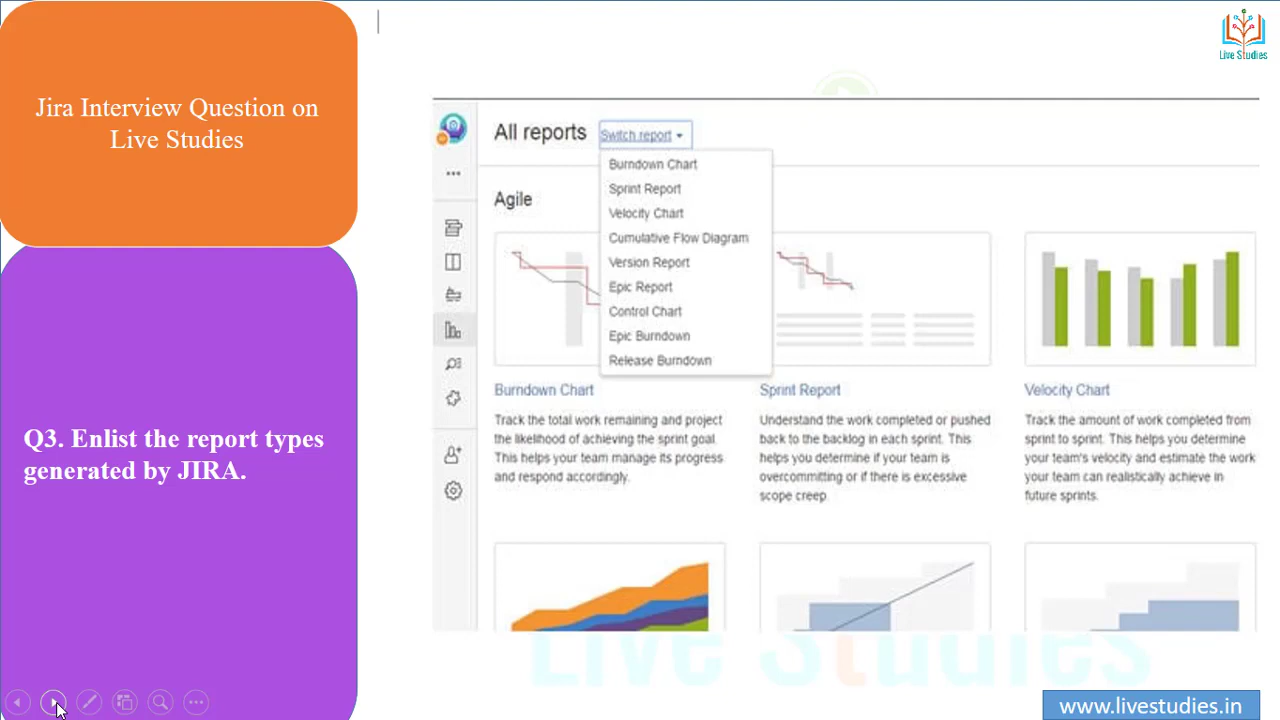 Jira Interview Question on
Live Studies
Q3. Enlist the report types
generated by JIRA.
Live Studies
All reports
Switch report
Burndown Chart
Sprint Report
Velocity Chart
Cumulative Flow Diagram
Version Report
Epic Report
Control Chart
Epic Burndown
Release Burndown
Agile
Burndown Chart
Track the total work remaining and project
the likelihood of achieving the sprint goal.
This helps your team manage its progress
and respond accordingly.
Sprint Report
Understand the work completed or pushed
back to the backlog in each sprint. This
helps you determine if your team is
overcommitting or if there is excessive
scope creep.
Velocity Chart
Track the amount of work completed from
sprint to sprint. This helps you determine
your team's velocity and estimate the work
your team can realistically achieve in
future sprints.
Live Studies
www.livestudies.in